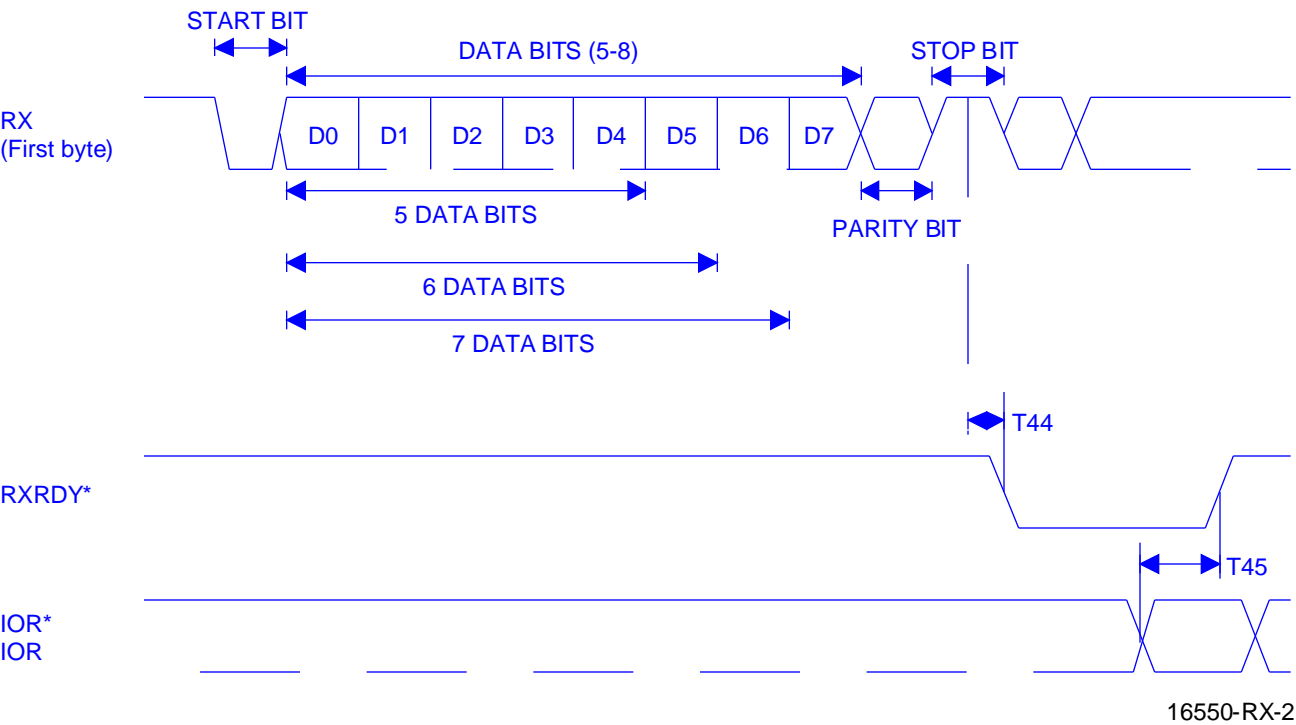 START BIT
DATA BITS (5-8)
STOP BIT
RX
(First byte)
D0 D1 D2 D3 D4 D5 D6 D7
5 DATA BITS
PARITY BIT
6 DATA BITS
7 DATA BITS
T44
RXRDY*
T45
IOR*
IOR
16550-RX-2